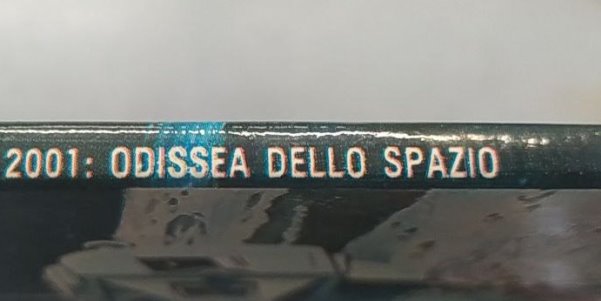 2001: ODISSEA DELLO SPAZIO